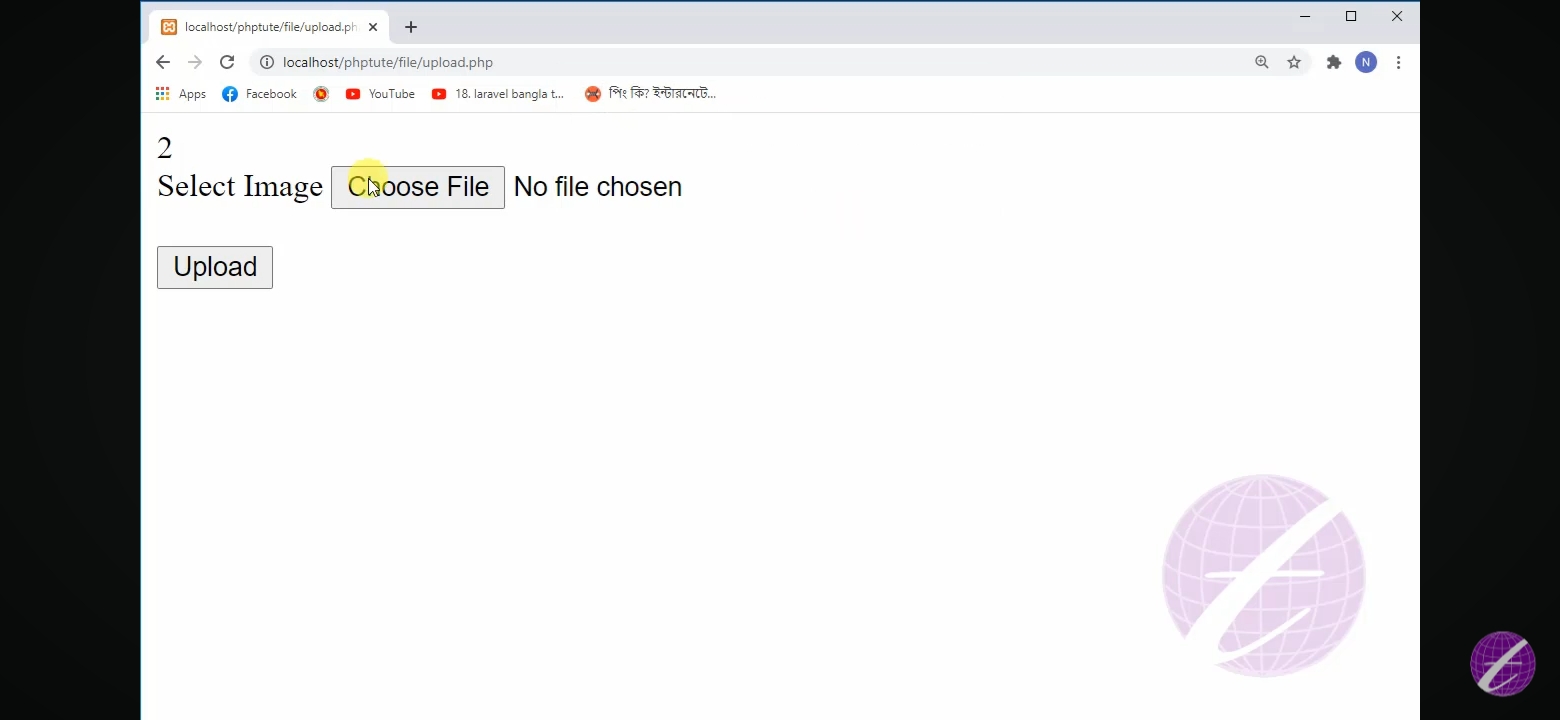 localhost/phptute/file/upload.ph
localhost/phptute/file/upload.php
N
Apps
Facebook
YouTube
18. laravel bangla t...
পিং কি? ইন্টারনেটে...
2
Select Image Choose File No file chosen
Upload